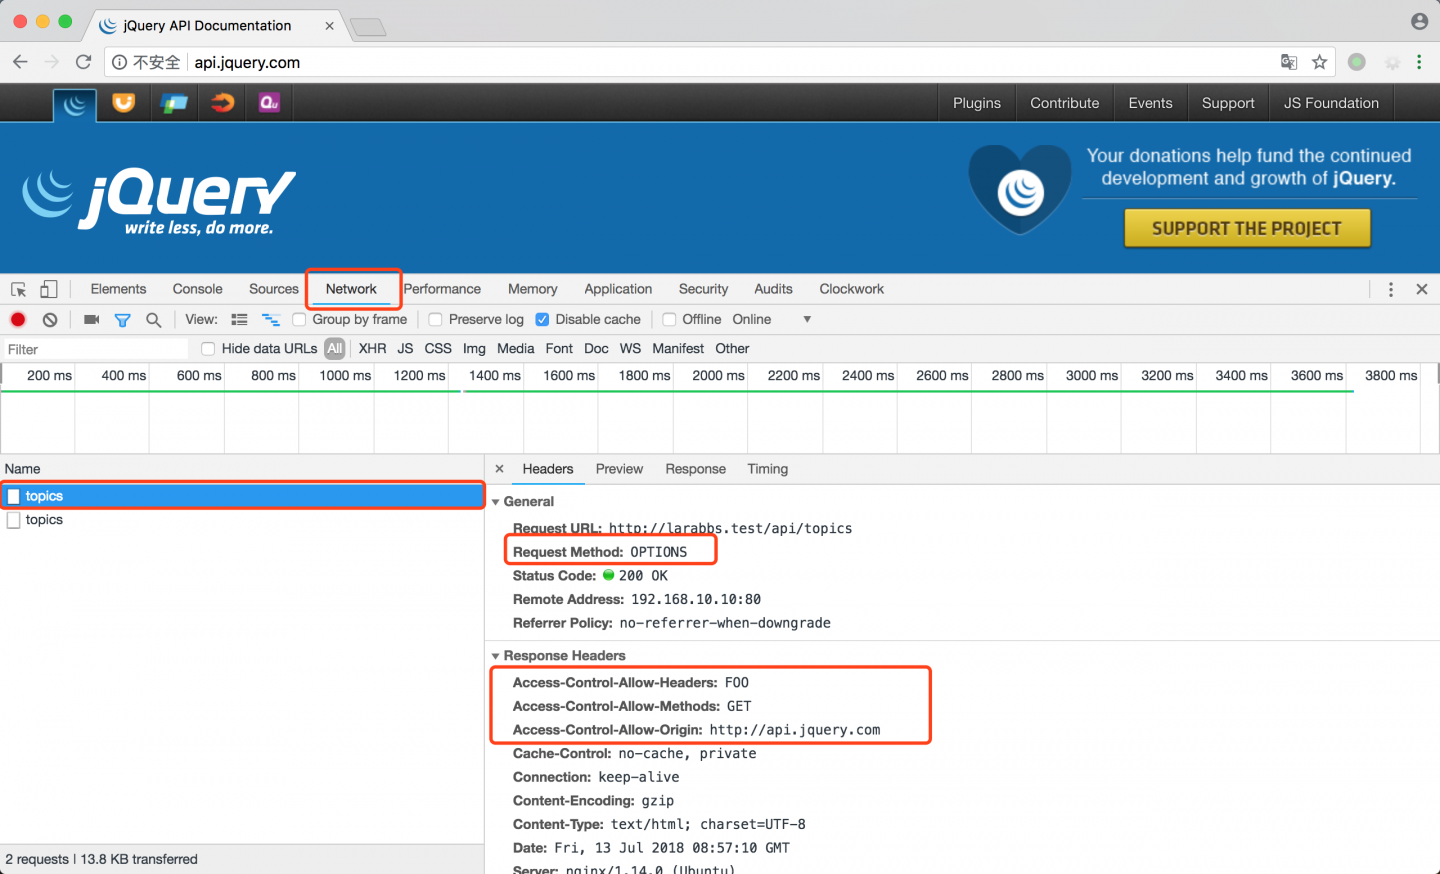 jQuery API Documentation
不安全 api.jquery.com
Plugins Contribute Events Support JS Foundation
jQuery
write less, do more.
Your donations help fund the continued
development and growth of jQuery.
SUPPORT THE PROJECT
Elements Console Sources Network Performance Memory Application Security Audits Clockwork
View: Group by frame Preserve log Disable cache Offline Online
Filter Hide data URLs All XHR JS CSS Img Media Font Doc WS Manifest Other
200 ms 400 ms 600 ms 800 ms 1000 ms 1200 ms 1400 ms 1600 ms 1800 ms 2000 ms 2200 ms 2400 ms 2600 ms 2800 ms 3000 ms 3200 ms 3400 ms 3600 ms 3800 ms
Name
topics
topics
2 requests | 13.8 KB transferred
Headers Preview Response Timing
General
Request URL: http://larabbs.test/api/topics
Request Method: OPTIONS
Status Code: 200 OK
Remote Address: 192.168.10.10:80
Referrer Policy: no-referrer-when-downgrade
Response Headers
Access-Control-Allow-Headers: FOO
Access-Control-Allow-Methods: GET
Access-Control-Allow-Origin: http://api.jquery.com
Cache-Control: no-cache, private
Connection: keep-alive
Content-Encoding: gzip
Content-Type: text/html; charset=UTF-8
Date: Fri, 13 Jul 2018 08:57:10 GMT
Server: nginx/1.14.0 (Ubuntu)